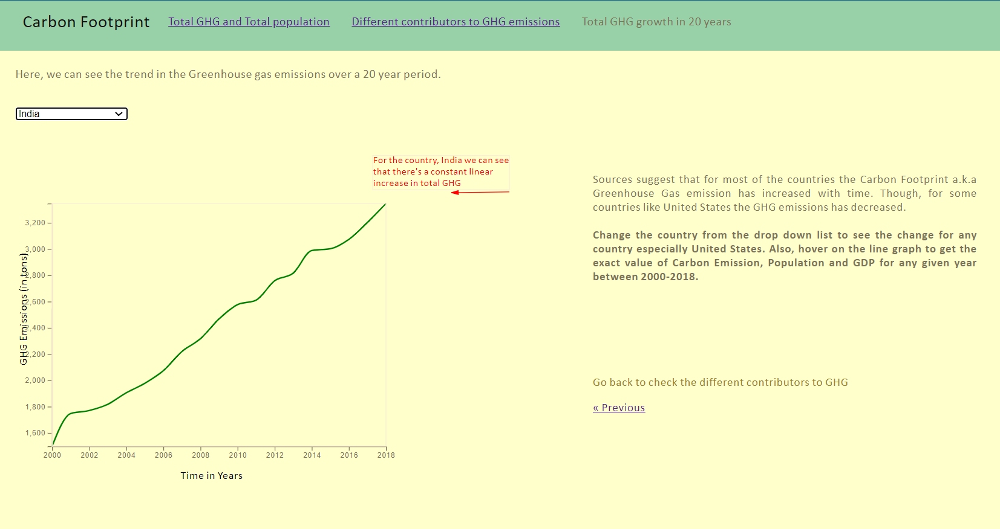 Carbon Footprint Total GHG and Total population Different contributors to GHG emissions Total GHG growth in 20 years
Here, we can see the trend in the Greenhouse gas emissions over a 20 year period.
India
For the country, India we can see
that there's a constant linear
increase in total GHG
3,200
3,000
2,800
2,600
2,400
2,200
2,000
1,800
1,600
GHG Emissions (in tons)
2000 2002 2004 2006 2008 2010 2012 2014 2016 2018
Time in Years
Sources suggest that for most of the countries the Carbon Footprint a.k.a
Greenhouse Gas emission has increased with time. Though, for some
countries like United States the GHG emissions has decreased.
Change the country from the drop down list to see the change for any
country especially United States. Also, hover on the line graph to get the
exact value of Carbon Emission, Population and GDP for any given year
between 2000-2018.
Go back to check the different contributors to GHG
« Previous